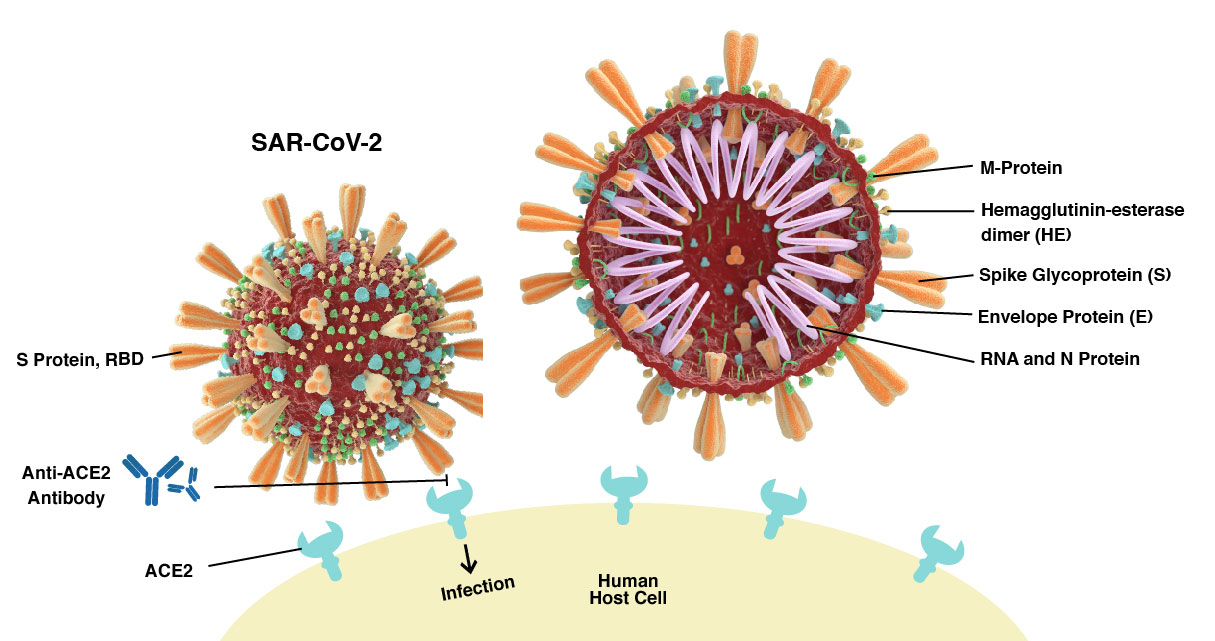 SAR-CoV-2
M-Protein
Hemagglutinin-esterase
dimer (HE)
Spike Glycoprotein (S)
Envelope Protein (E)
RNA and N Protein
S Protein, RBD
Anti-ACE2
Antibody
ACE2
Infection
Human
Host Cell